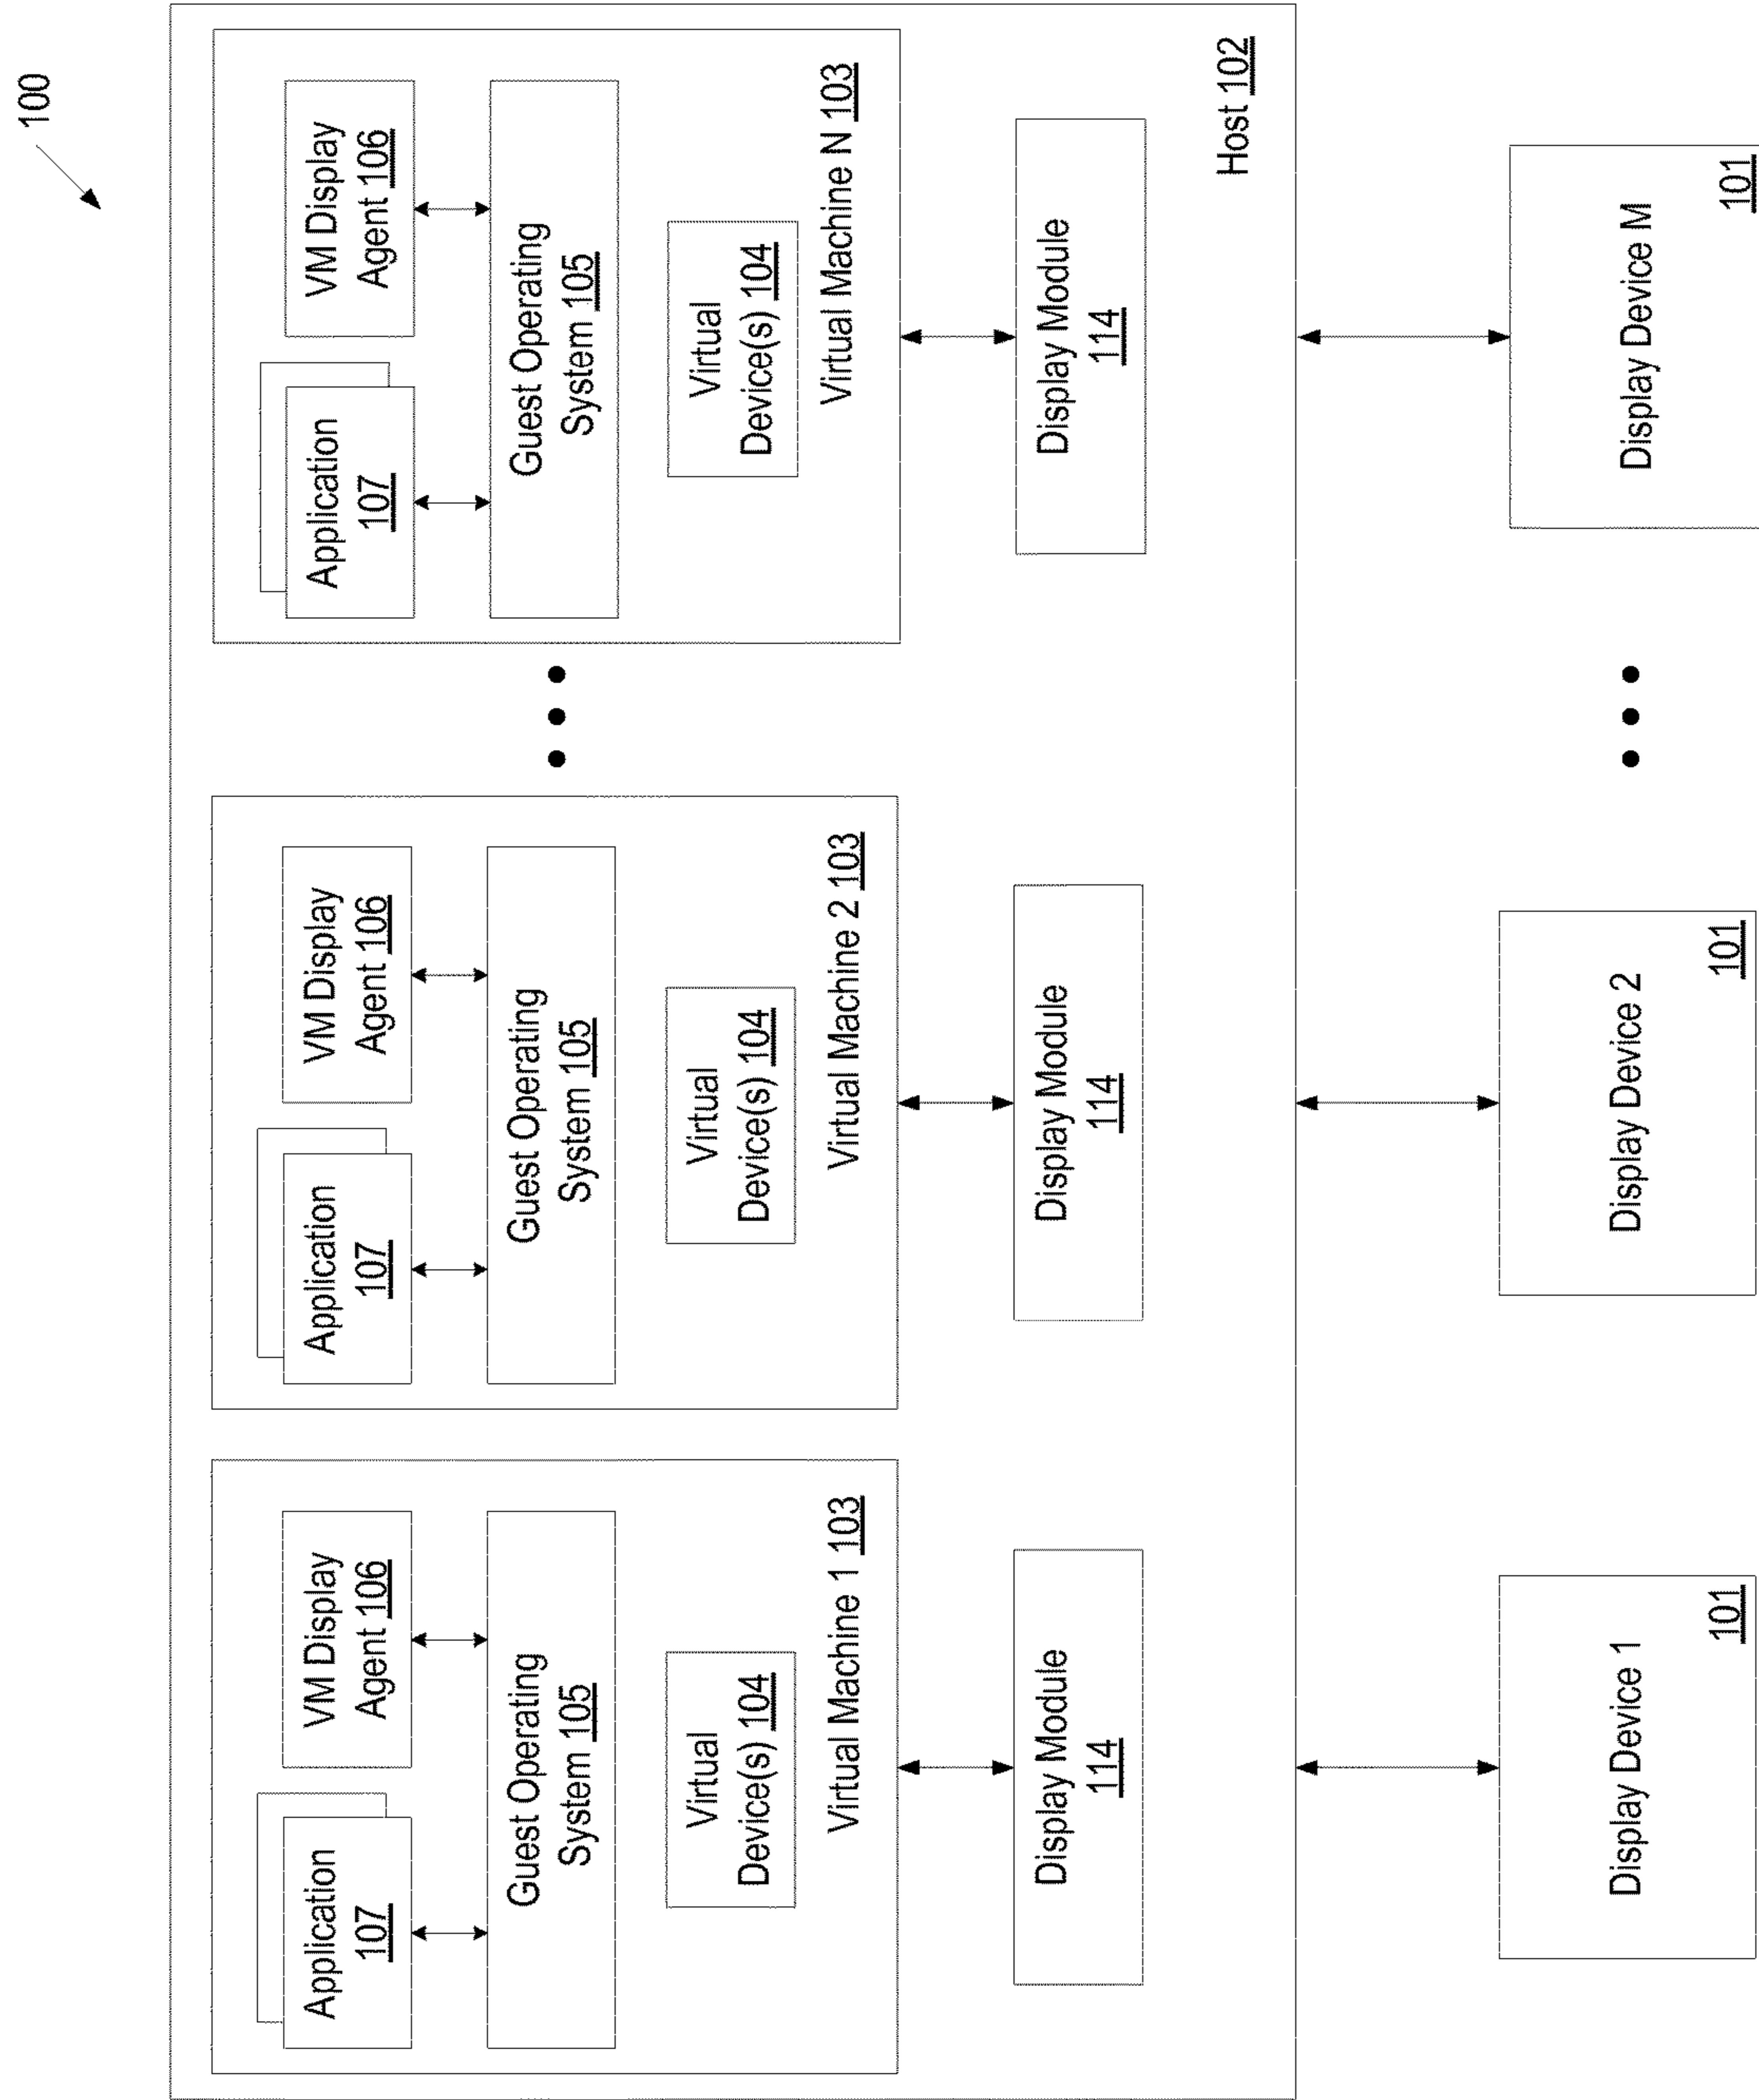 100
Application
107
VM Display
Agent 106
Guest Operating
System 105
Virtual
Device(s) 104
Virtual Machine 1 103
Display Module
114
Application
107
VM Display
Agent 106
Guest Operating
System 105
Virtual
Device(s) 104
Virtual Machine 2 103
Display Module
114
Application
107
VM Display
Agent 106
Guest Operating
System 105
Virtual
Device(s) 104
Virtual Machine N 103
Display Module
114
Host 102
Display Device 1
101
Display Device 2
101
Display Device M
101